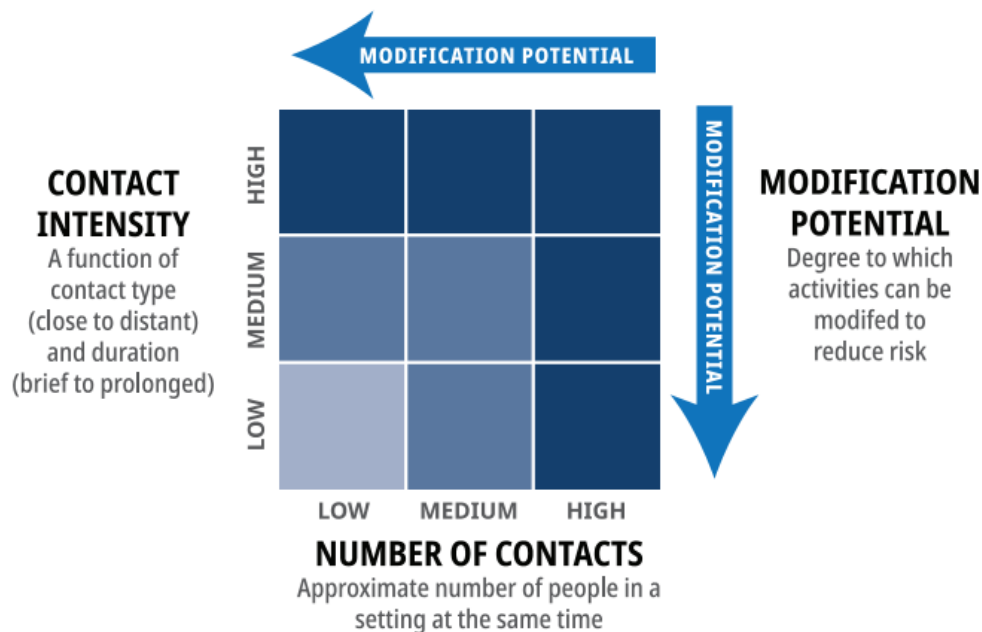 MODIFICATION POTENTIAL
CONTACT
INTENSITY
A function of
contact type
(close to distant)
and duration
(brief to prolonged)
HIGH
MEDIUM
LOW
MODIFICATION POTENTIAL
MODIFICATION
POTENTIAL
Degree to which
activities can be
modifed to
reduce risk
LOW MEDIUM HIGH
NUMBER OF CONTACTS
Approximate number of people in a
setting at the same time